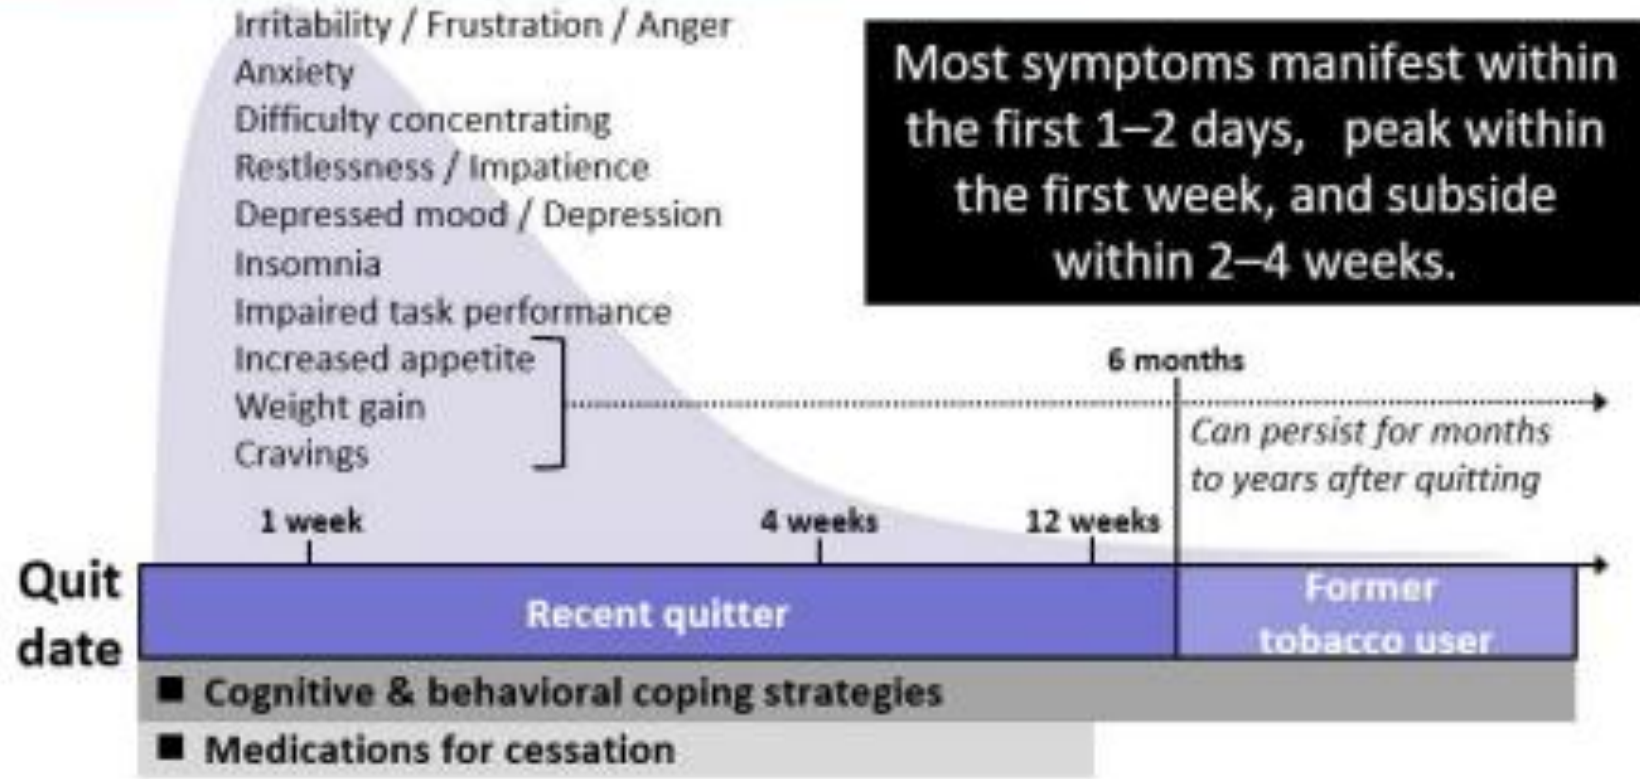 Irritability / Frustration / Anger
Anxiety
Difficulty concentrating
Restlessness / Impatience
Depressed mood / Depression
Insomnia
Impaired task performance
Increased appetite
Weight gain
Cravings
Most symptoms manifest within
the first 1–2 days, peak within
the first week, and subside
within 2–4 weeks.
6 months
Can persist for months
to years after quitting
1 week
4 weeks
12 weeks
Quit
date
Recent quitter
Former
tobacco user
■ Cognitive & behavioral coping strategies
■ Medications for cessation